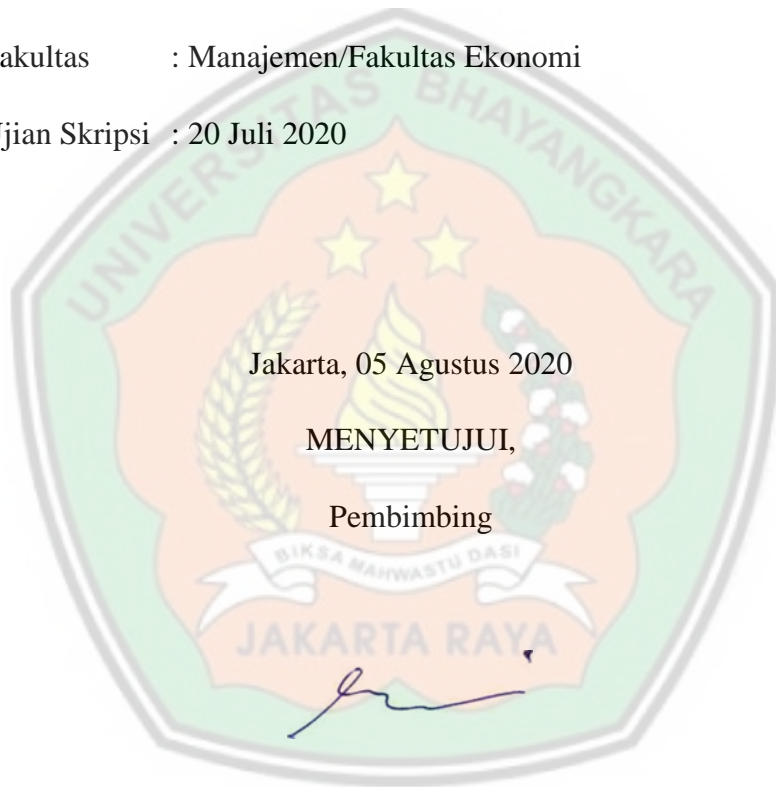 akultas : Manajemen/Fakultas Ekonomi
jian Skripsi : 20 Juli 2020
UNIVERSITAS BHAYANGKARA
Jakarta, 05 Agustus 2020
MENYETUJUI,
Pembimbing
BIKSA MAHWASTU DASI
JAKARTA RAYA